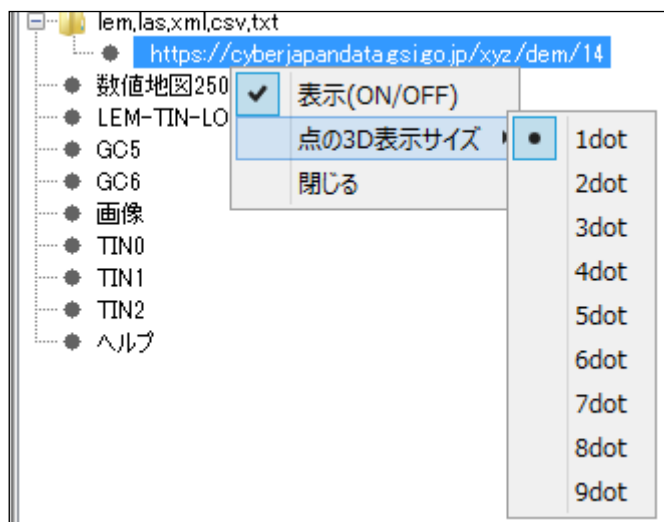 lem,las,xml,csv,txt
https://cyberjapandata.gsi.go.jp/xyz/dem/14
数値地図250
LEM-TIN-LO
GC5
GC6
画像
TIN0
TIN1
TIN2
ヘルプ
表示(ON/OFF)
点の3D表示サイズ
閉じる
1dot
2dot
3dot
4dot
5dot
6dot
7dot
8dot
9dot